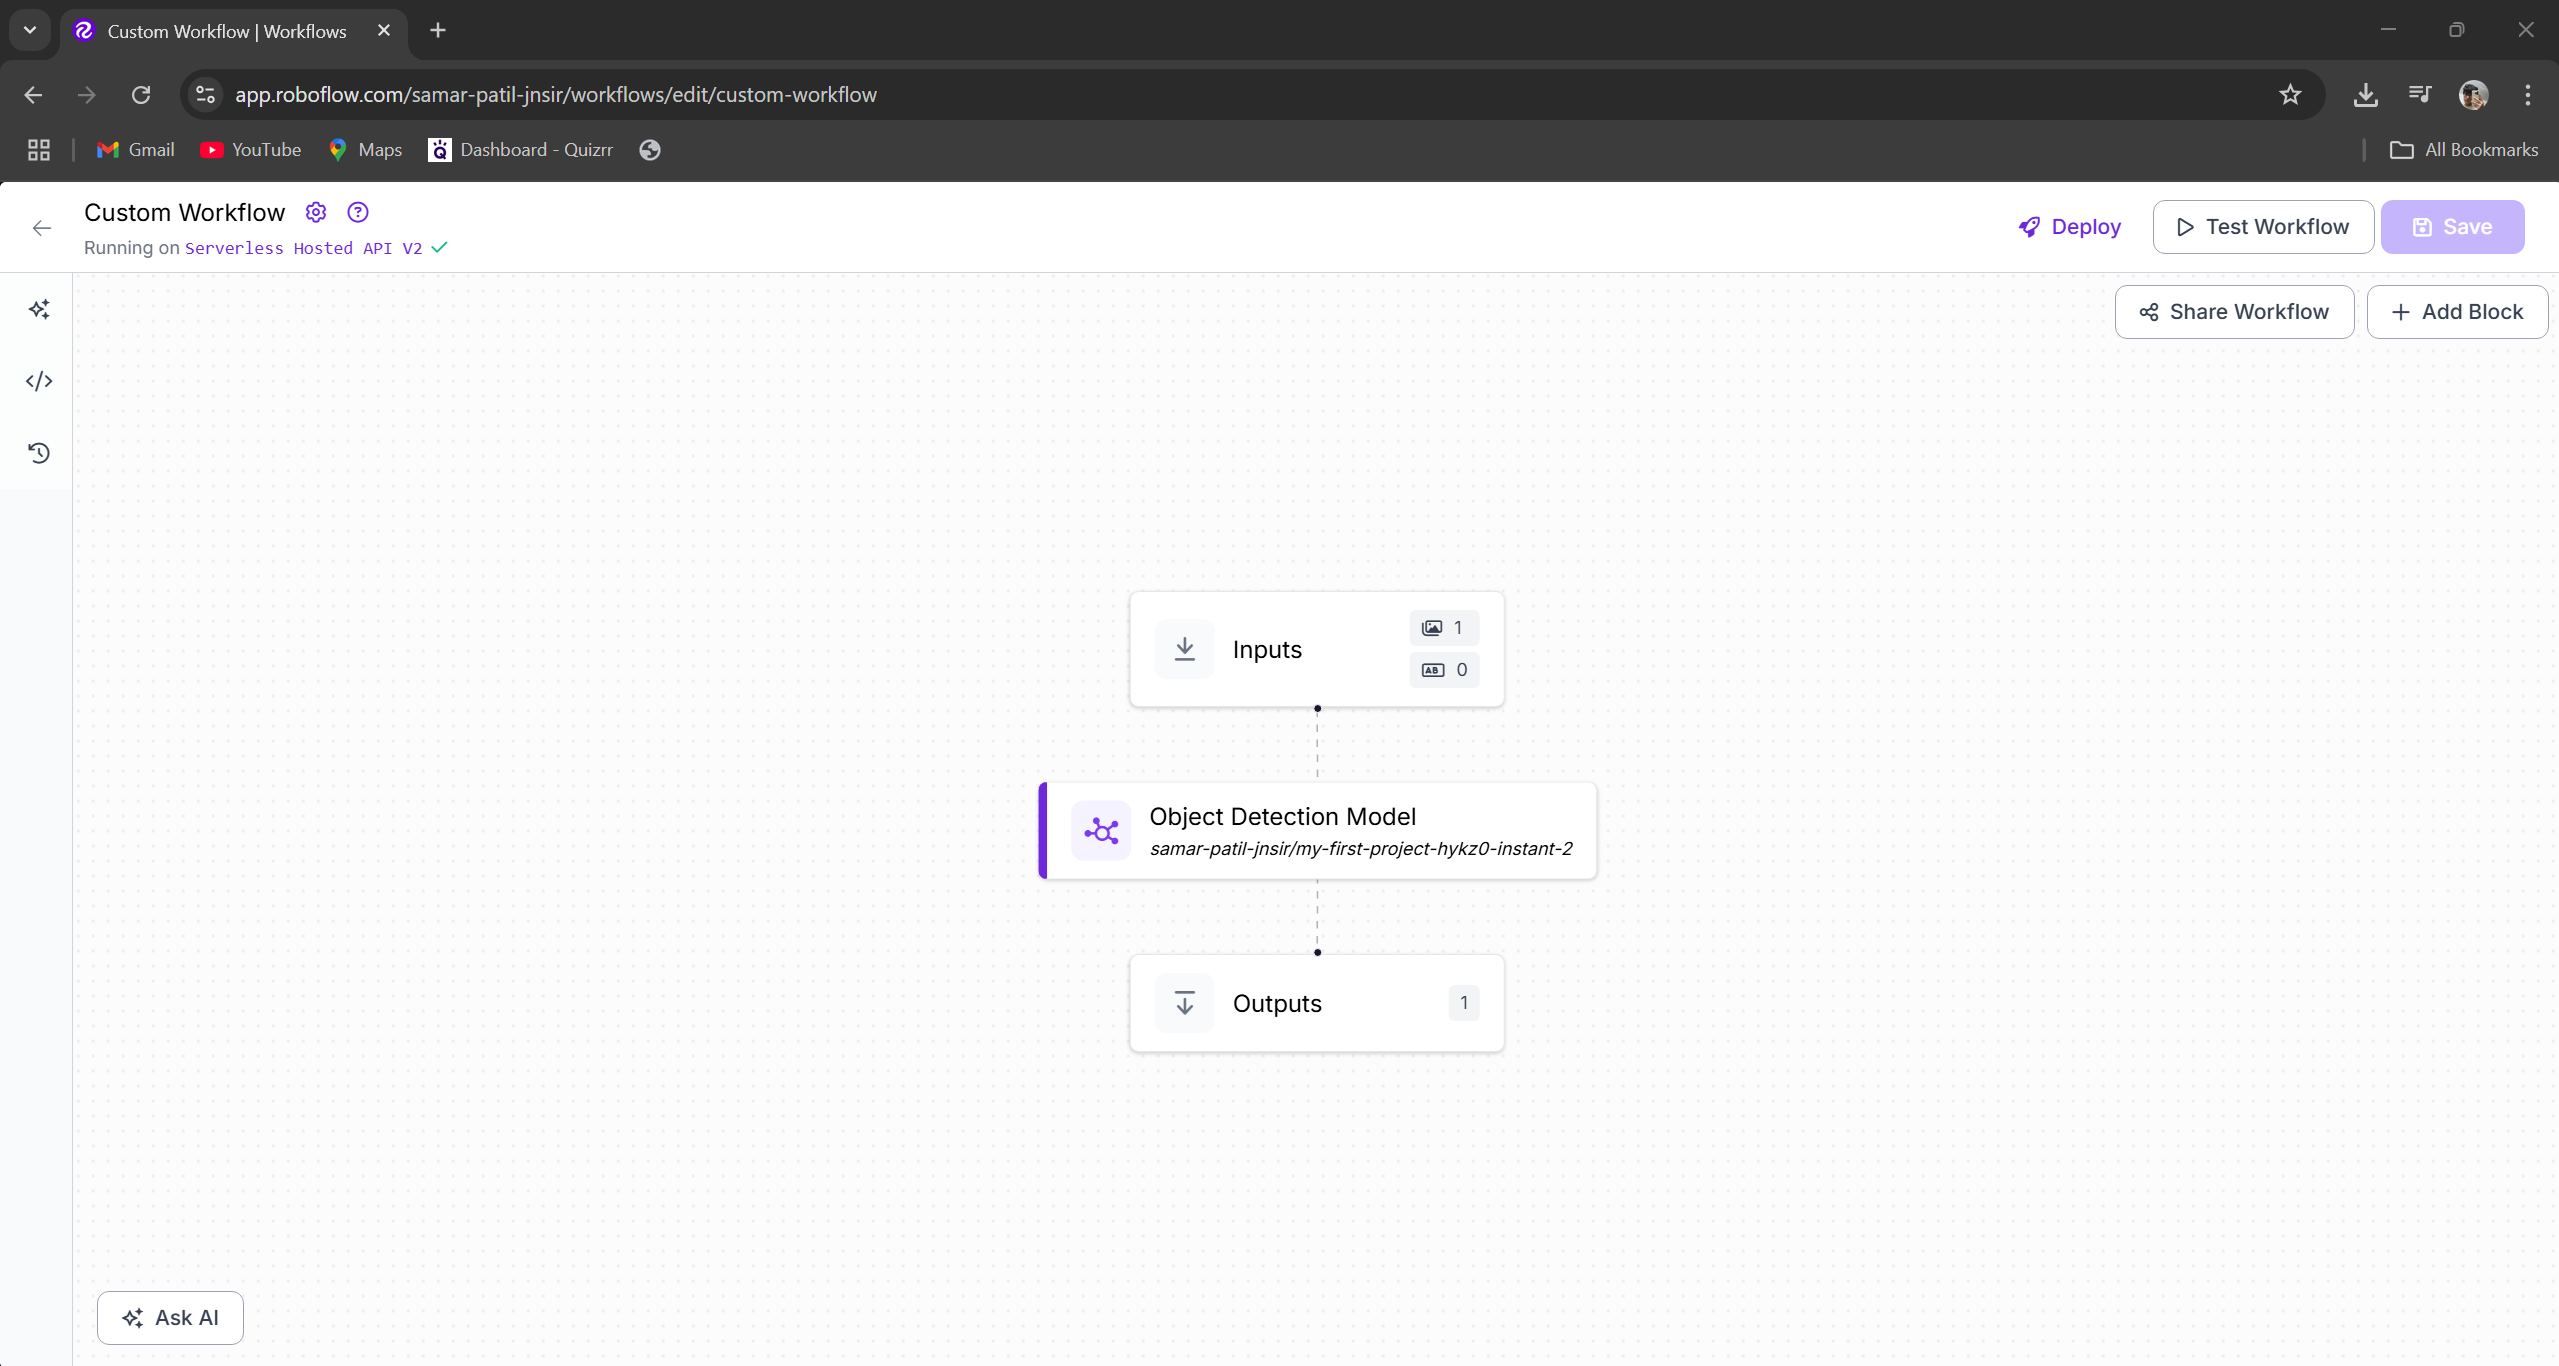 Custom Workflow | Workflows
app.roboflow.com/samar-patil-jnsir/workflows/edit/custom-workflow
Gmail YouTube Maps Dashboard - Quizrr All Bookmarks
Custom Workflow
Running on Serverless Hosted API V2
Deploy Test Workflow Save
Share Workflow Add Block
Inputs
1
AB 0
Object Detection Model
samar-patil-jnsir/my-first-project-hykz0-instant-2
Outputs 1
Ask AI